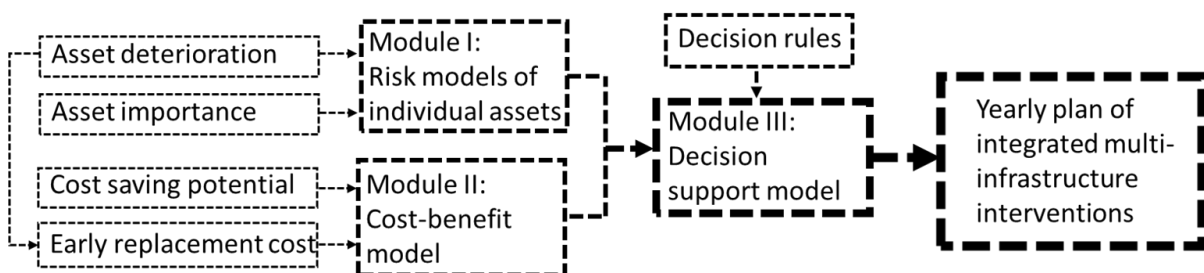 Asset deterioration
Asset importance
Cost saving potential
Early replacement cost
Module I:
Risk models of
individual assets
Module II:
Cost-benefit
model
Decision rules
Module III:
Decision
support model
Yearly plan of
integrated multi-
infrastructure
interventions